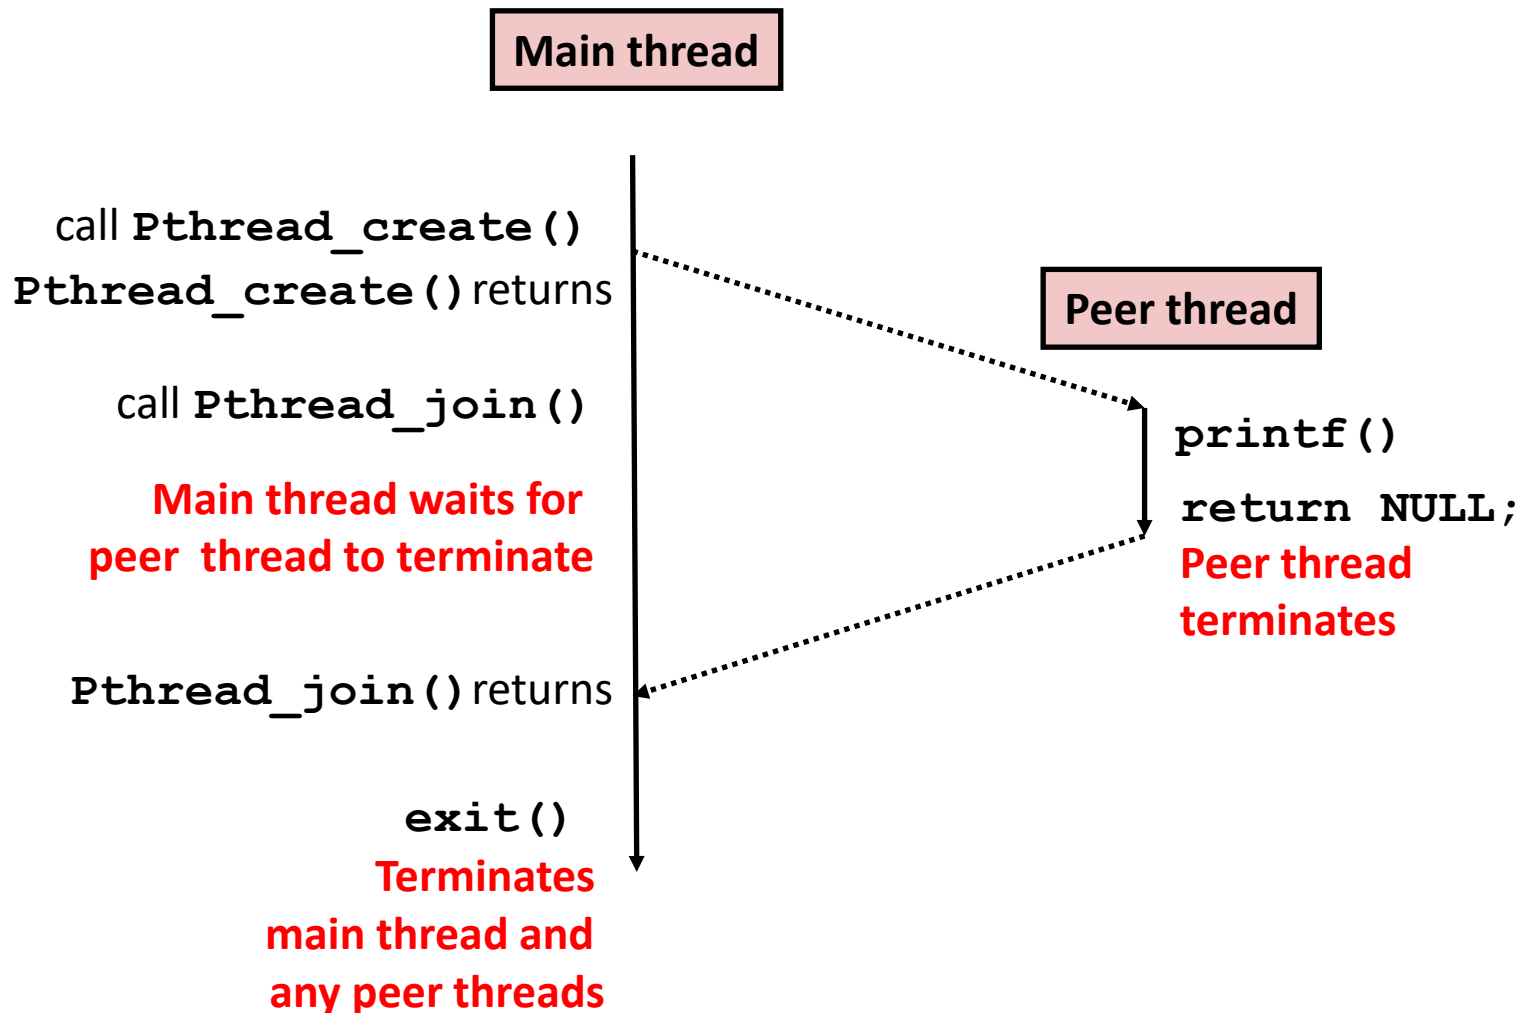 Main thread
call Pthread_create()
Pthread_create() returns
Peer thread
call Pthread_join()
printf()
Main thread waits for
peer thread to terminate
return NULL;
Peer thread
terminates
Pthread_join() returns
exit()
Terminates
main thread and
any peer threads